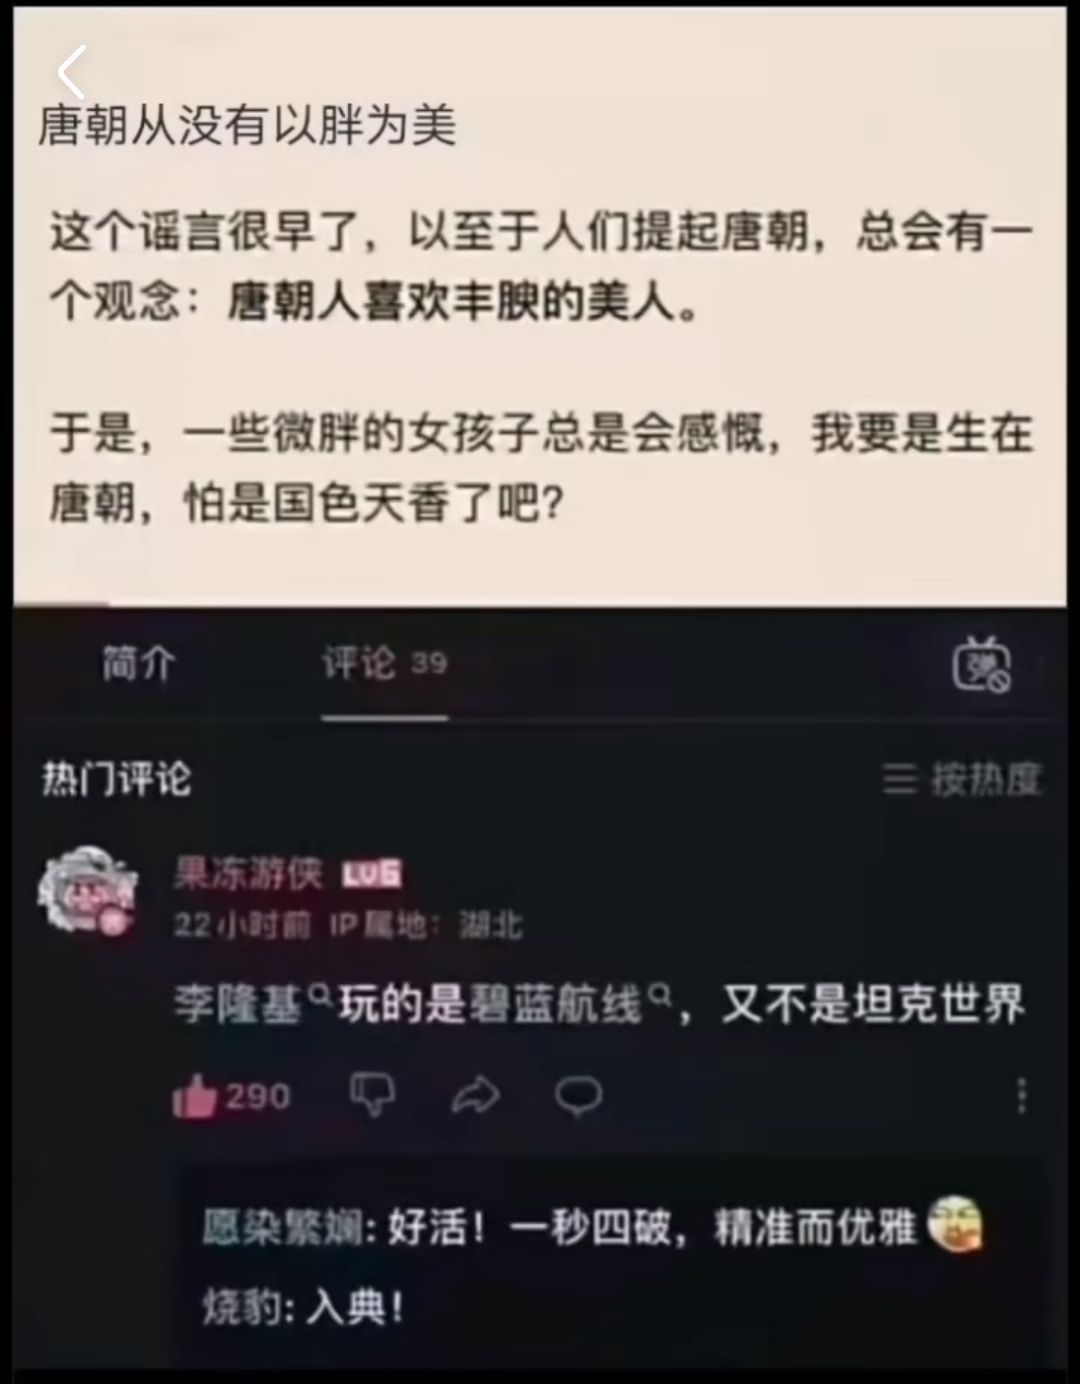 唐朝从没有以胖为美
这个谣言很早了，以至于人们提起唐朝，总会有一
个观念：唐朝人喜欢丰腴的美人。
于是，一些微胖的女孩子总是会感慨，我要是生在
唐朝，怕是国色天香了吧？
简介 评论 39 弹
热门评论 按热度
果冻游侠 LV6
22小时前 IP属地：湖北
李隆基玩的是碧蓝航线，又不是坦克世界
290
愿染繁斓：好活！一秒四破，精准而优雅
烧豹：入典！